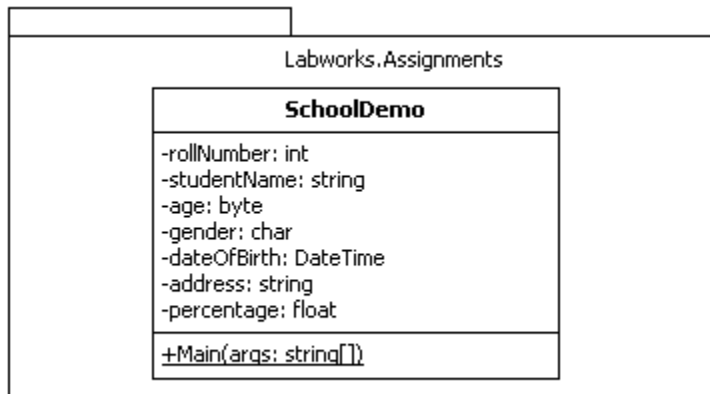 Labworks.Assignments
SchoolDemo
-rollNumber: int
-studentName: string
-age: byte
-gender: char
-dateOfBirth: DateTime
-address: string
-percentage: float
+Main(args: string[])